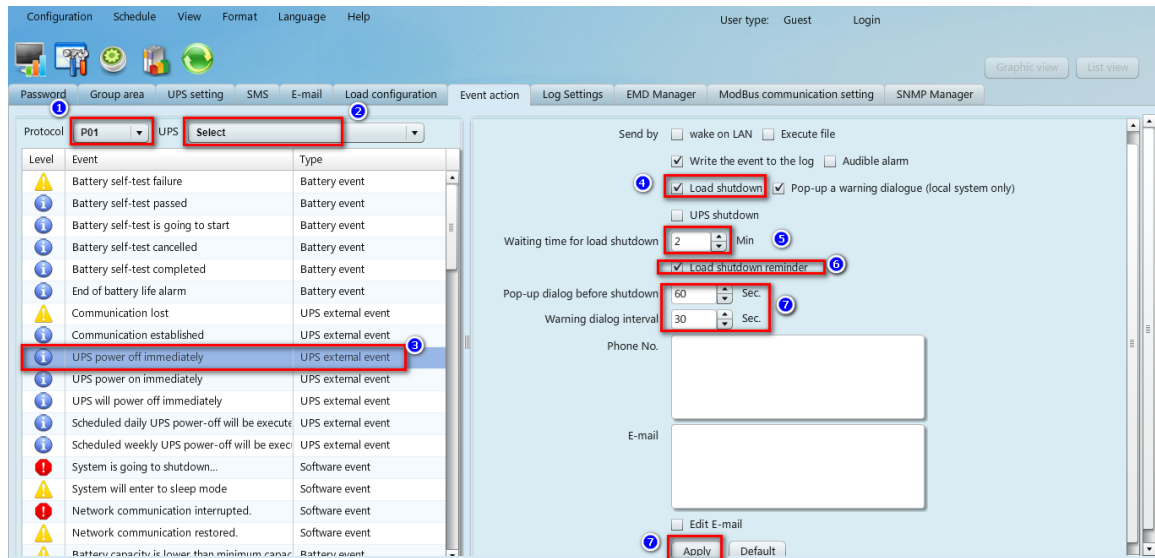 Configuration Schedule View Format Language Help User type: Guest Login
Graphic view List view
Password Group area UPS setting SMS E-mail Load configuration Event action Log Settings EMD Manager ModBus communication setting SNMP Manager
1 2
Protocol P01 UPS Select
Level Event Type
Battery self-test failure Battery event
Battery self-test passed Battery event
Battery self-test is going to start Battery event
Battery self-test cancelled Battery event
Battery self-test completed Battery event
End of battery life alarm Battery event
Communication lost UPS external event
Communication established UPS external event
UPS power off immediately UPS external event 3
UPS power on immediately UPS external event
UPS will power off immediately UPS external event
Scheduled daily UPS power-off will be execute UPS external event
Scheduled weekly UPS power-off will be exec UPS external event
System is going to shutdown... Software event
System will enter to sleep mode Software event
Network communication interrupted. Software event
Network communication restored. Software event
Battery capacity is lower than minimum capac Battery event
Send by wake on LAN Execute file
Write the event to the log Audible alarm
4 Load shutdown Pop-up a warning dialogue (local system only)
UPS shutdown
Waiting time for load shutdown 2 Min 5
Load shutdown reminder 6
Pop-up dialog before shutdown 60 Sec.
7
Warning dialog interval 30 Sec.
Phone No.
E-mail
Edit E-mail
7 Apply Default